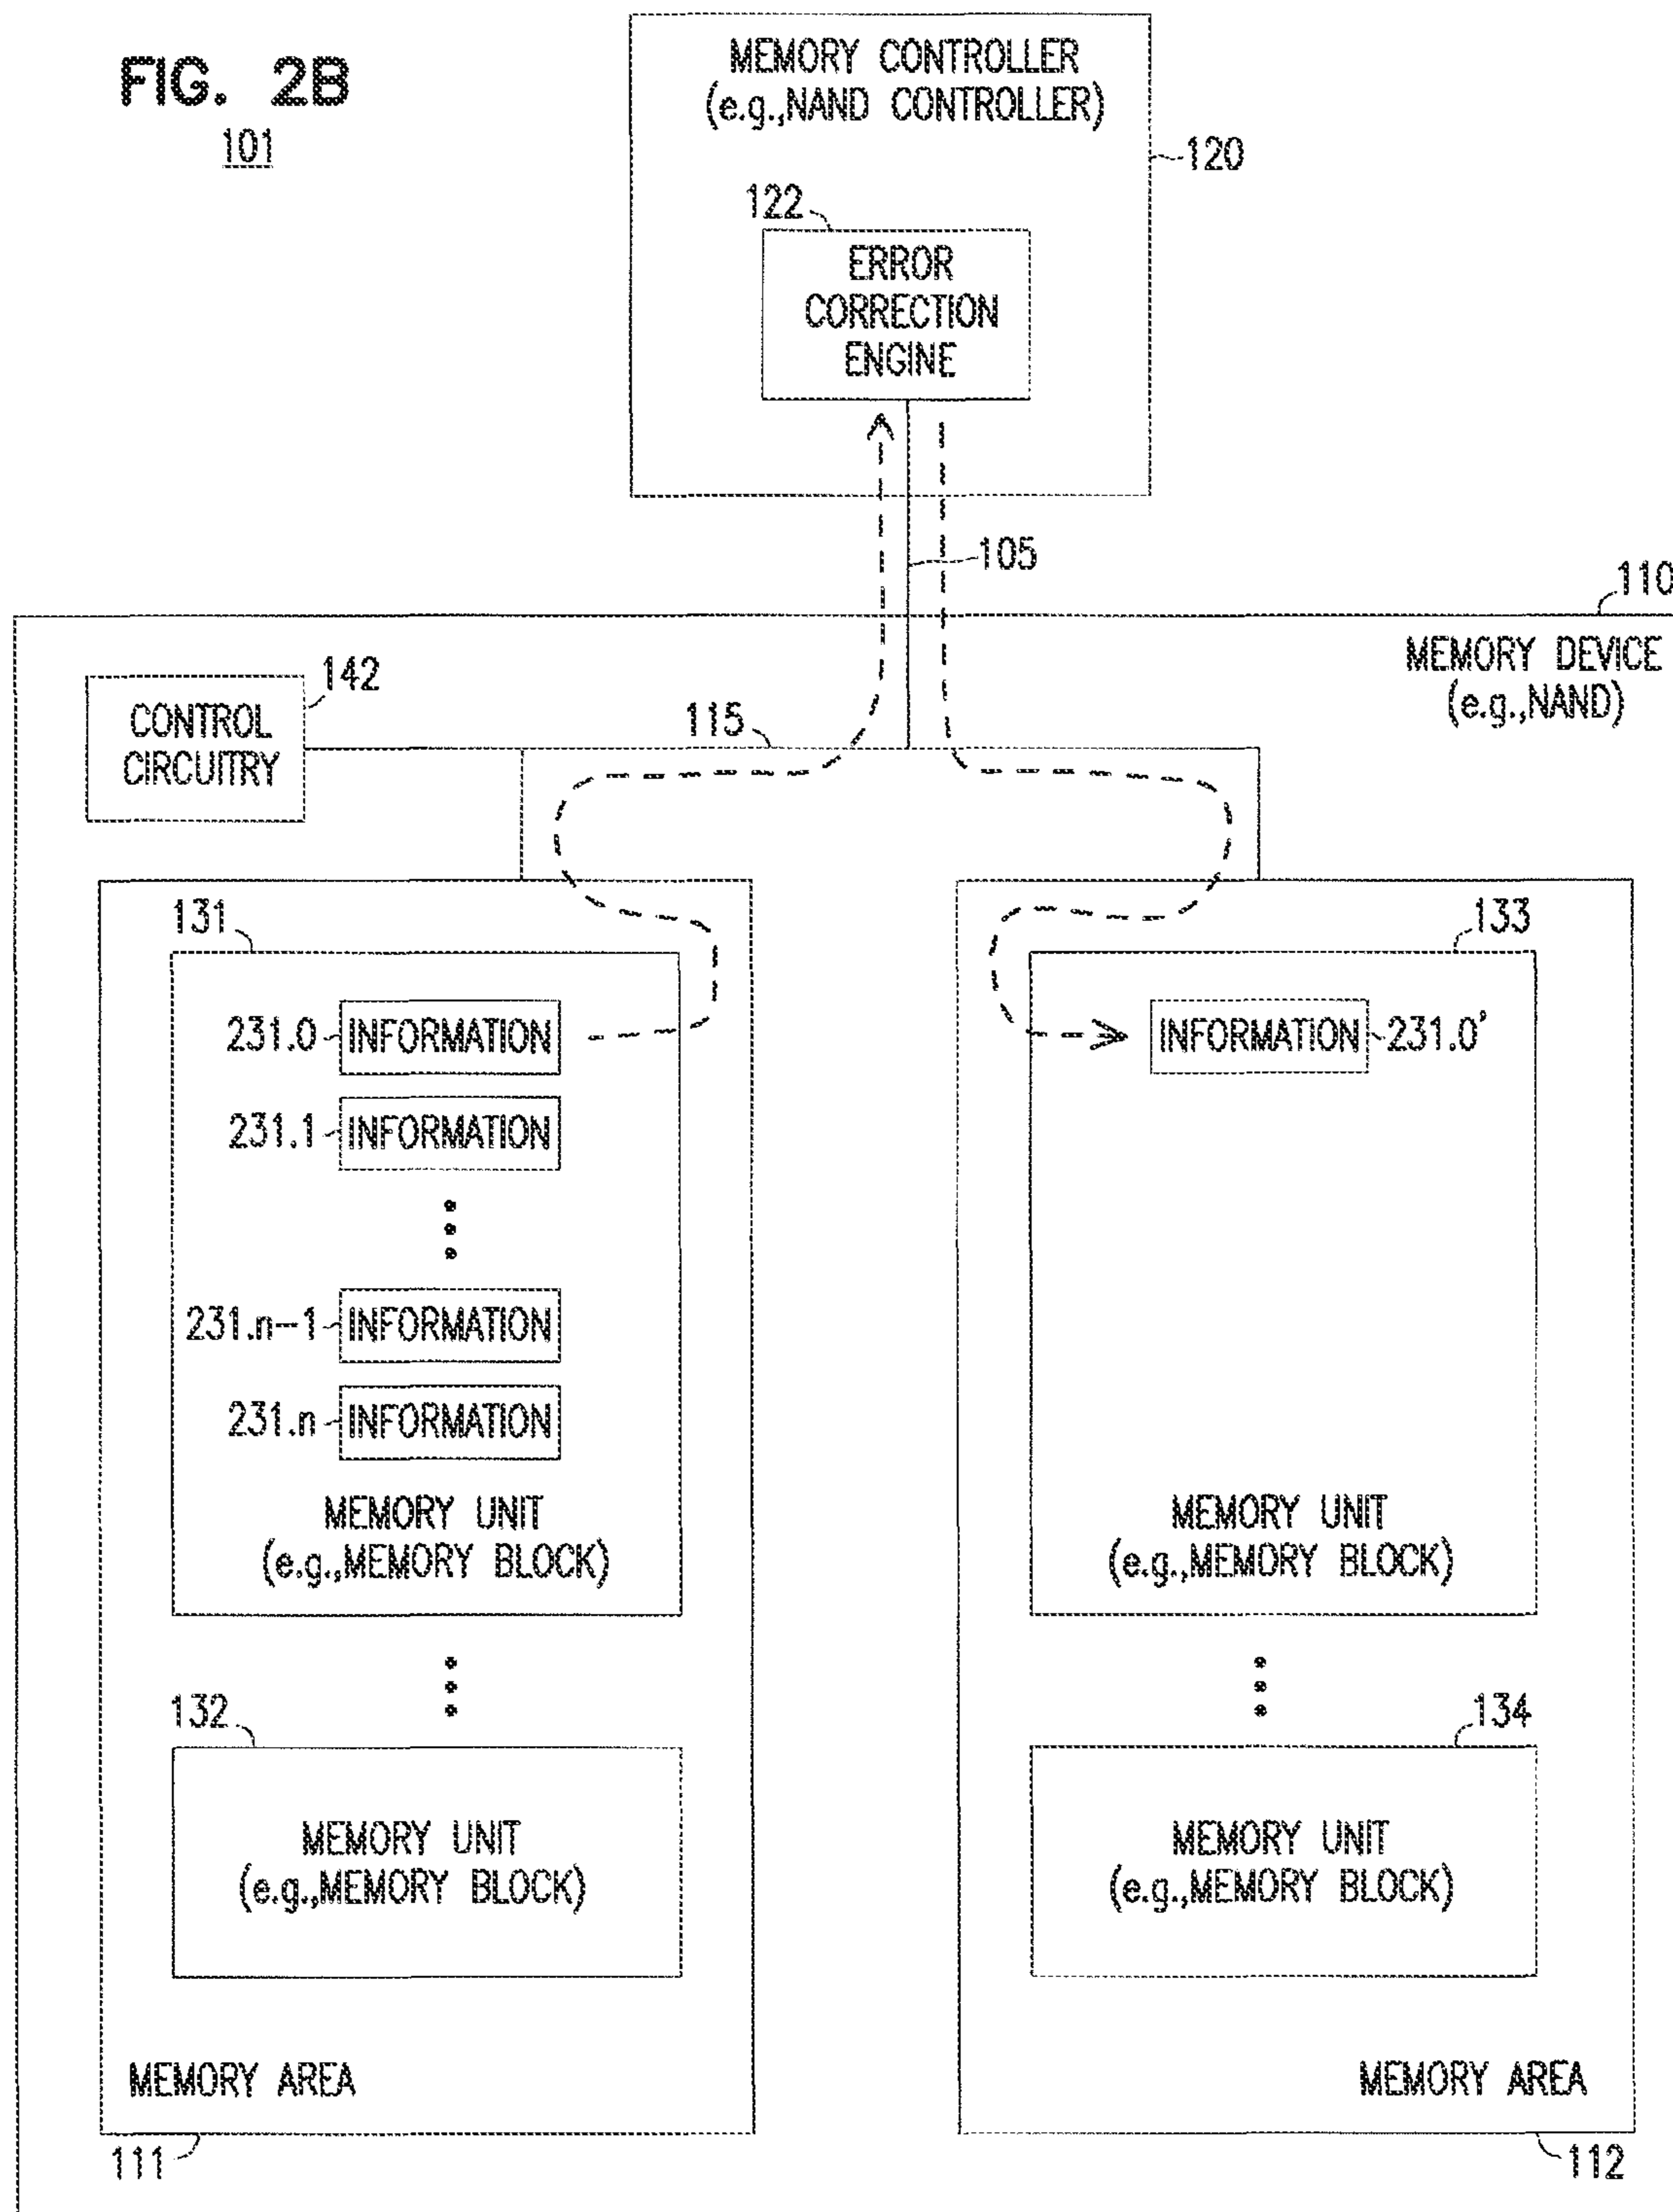 FIG. 2B
101
MEMORY CONTROLLER
(e.g.,NAND CONTROLLER)
120
122
ERROR
CORRECTION
ENGINE
105
110
MEMORY DEVICE
(e.g.,NAND)
142
CONTROL
CIRCUITRY
115
131
231.0
INFORMATION
231.1
INFORMATION
231.n-1
INFORMATION
231.n
INFORMATION
MEMORY UNIT
(e.g.,MEMORY BLOCK)
132
MEMORY UNIT
(e.g.,MEMORY BLOCK)
MEMORY AREA
111
133
INFORMATION
231.0'
MEMORY UNIT
(e.g.,MEMORY BLOCK)
134
MEMORY UNIT
(e.g.,MEMORY BLOCK)
MEMORY AREA
112